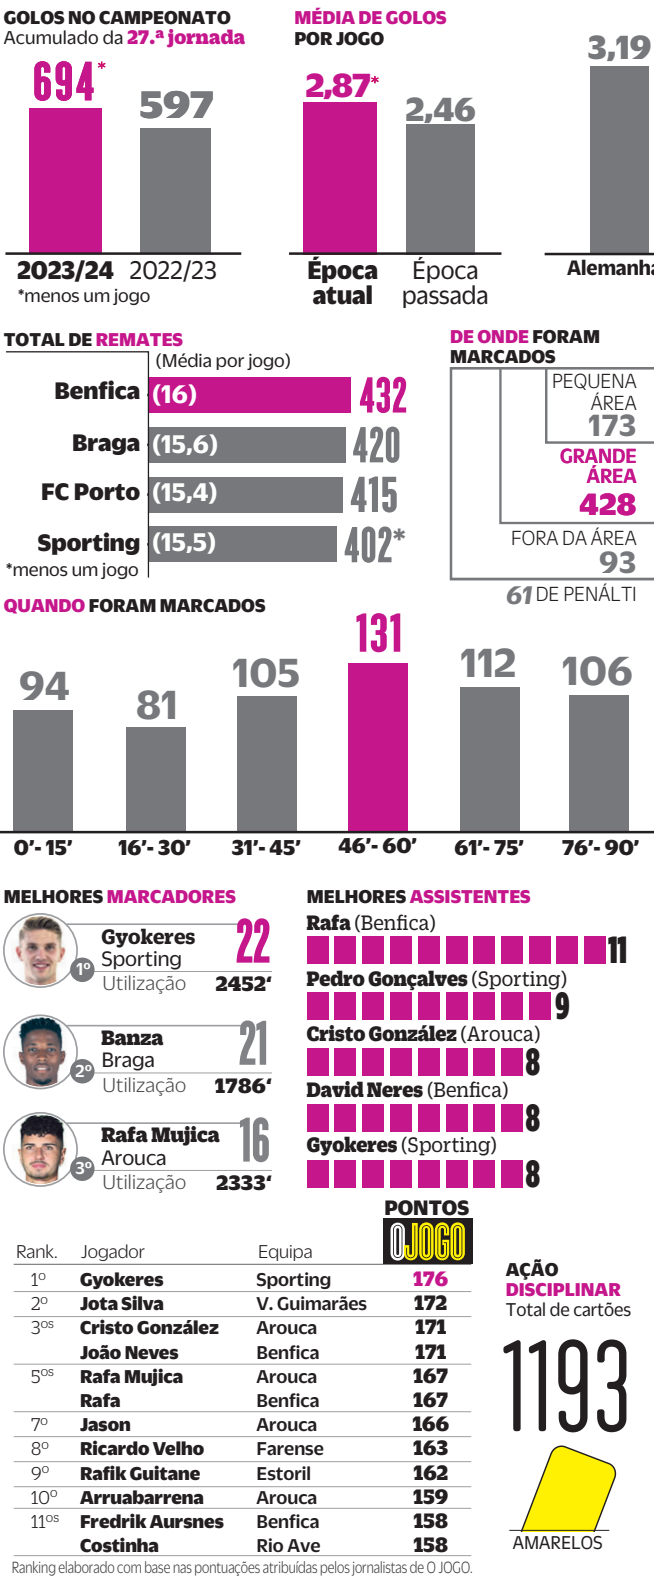 GOLOS NO CAMPEONATO
Acumulado da 27.ª jornada
694*
597
2023/24 2022/23
*menos um jogo
MÉDIA DE GOLOS
POR JOGO
2,87*
2,46
Época atual
Época passada
3,19
Alemanha
TOTAL DE REMATES
(Média por jogo)
Benfica (16) 432
Braga (15,6) 420
FC Porto (15,4) 415
Sporting (15,5) 402*
*menos um jogo
DE ONDE FORAM
MARCADOS
PEQUENA
ÁREA
173
GRANDE
ÁREA
428
FORA DA ÁREA
93
61 DE PENÁLTI
QUANDO FORAM MARCADOS
94 81 105 131 112 106
0’- 15’ 16’- 30’ 31’- 45’ 46’- 60’ 61’- 75’ 76’- 90’
MELHORES MARCADORES
1º
Gyokeres 22
Sporting
Utilização 2452‘
2º
Banza 21
Braga
Utilização 1786‘
3º
Rafa Mujica 16
Arouca
Utilização 2333‘
MELHORES ASSISTENTES
Rafa (Benfica)
11
Pedro Gonçalves (Sporting)
9
Cristo González (Arouca)
8
David Neres (Benfica)
8
Gyokeres (Sporting)
8
PONTOS
O JOGO
Rank. Jogador Equipa
1º Gyokeres Sporting 176
2º Jota Silva V. Guimarães 172
3ºs Cristo González Arouca 171
João Neves Benfica 171
5ºs Rafa Mujica Arouca 167
Rafa Benfica 167
7º Jason Arouca 166
8º Ricardo Velho Farense 163
9º Rafik Guitane Estoril 162
10º Arruabarrena Arouca 159
11ºs Fredrik Aursnes Benfica 158
Costinha Rio Ave 158
Ranking elaborado com base nas pontuações atribuídas pelos jornalistas de O JOGO.
AÇÃO
DISCIPLINAR
Total de cartões
1193
AMARELOS